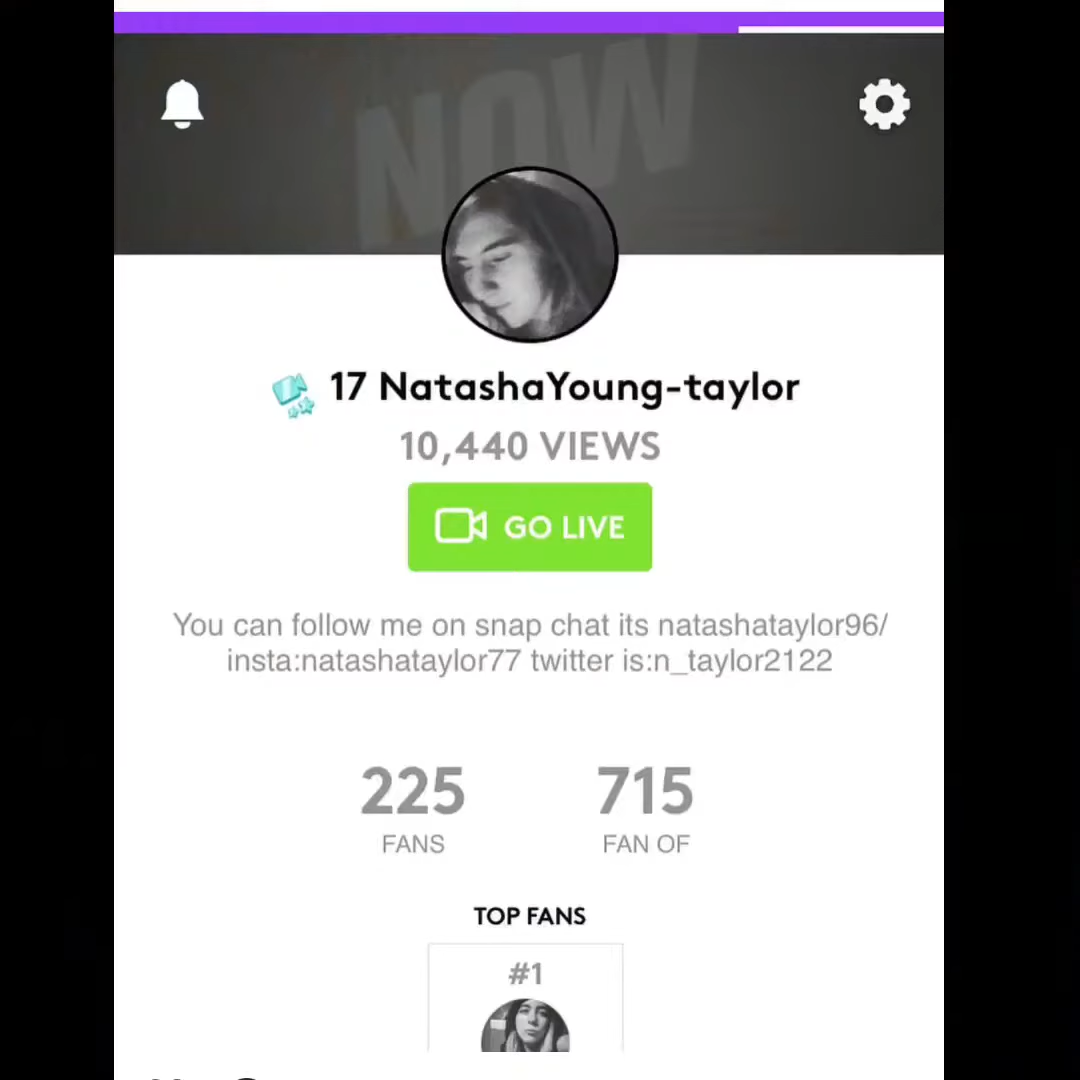 NOW
17 NatashaYoung-taylor
10,440 VIEWS
GO LIVE
You can follow me on snap chat its natashataylor96/
insta:natashataylor77 twitter is:n_taylor2122
225 715
FANS FAN OF
TOP FANS
#1